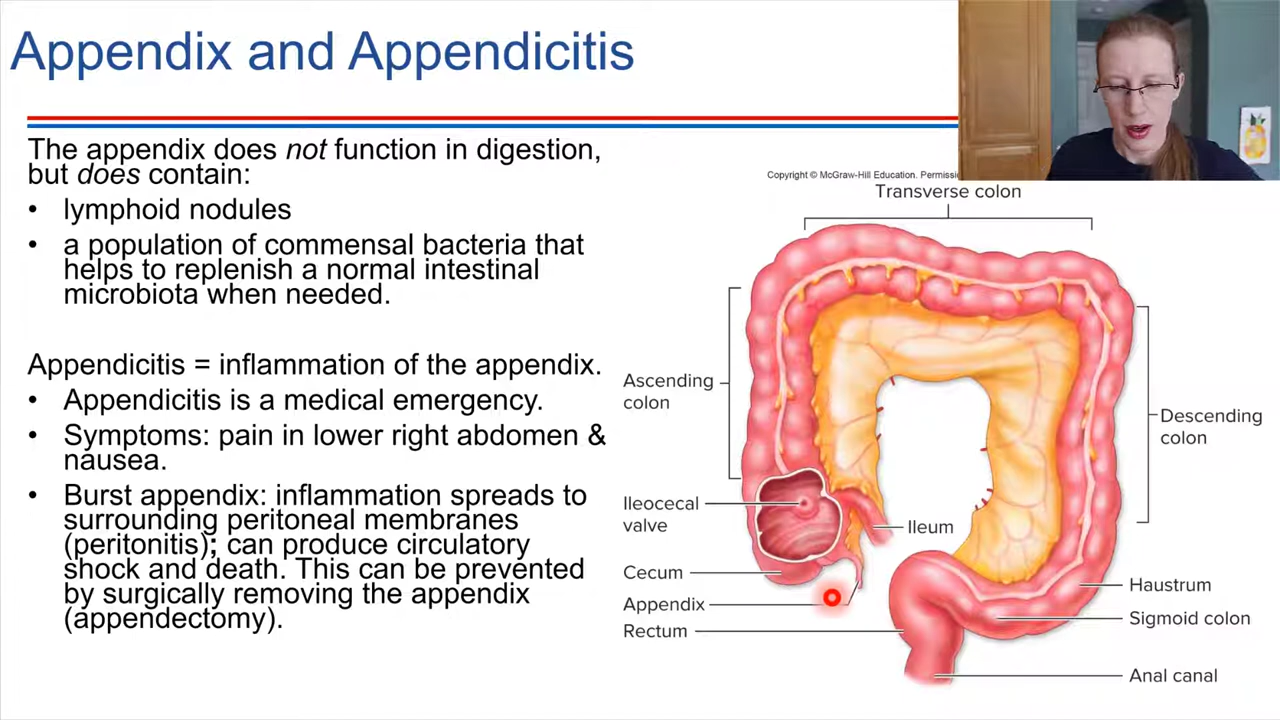 Appendix and Appendicitis
The appendix does not function in digestion,
but does contain:
• lymphoid nodules
• a population of commensal bacteria that
helps to replenish a normal intestinal
microbiota when needed.
Appendicitis = inflammation of the appendix.
• Appendicitis is a medical emergency.
• Symptoms: pain in lower right abdomen &
nausea.
• Burst appendix: inflammation spreads to
surrounding peritoneal membranes
(peritonitis); can produce circulatory
shock and death. This can be prevented
by surgically removing the appendix
(appendectomy).
Copyright © McGraw-Hill Education. Permissi
Transverse colon
Ascending
colon
Descending
colon
Ileocecal
valve
Ileum
Cecum
Haustrum
Appendix
Sigmoid colon
Rectum
Anal canal